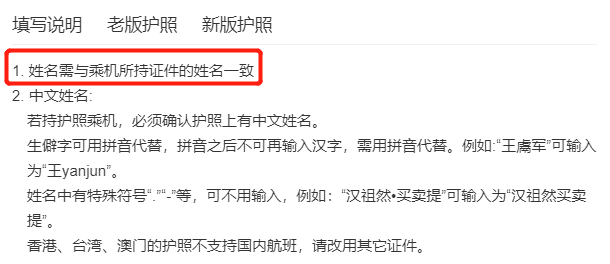 填写说明 老版护照 新版护照
1. 姓名需与乘机所持证件的姓名一致
2. 中文姓名:
若持护照乘机，必须确认护照上有中文姓名。
生僻字可用拼音代替，拼音之后不可再输入汉字，需用拼音代替。例如:“王鬳军”可输入
为“王yanjun”。
姓名中有特殊符号“.”“-”等，可不用输入，例如：“汉祖然•买卖提”可输入为“汉祖然买卖
提”。
香港、台湾、澳门的护照不支持国内航班，请改用其它证件。